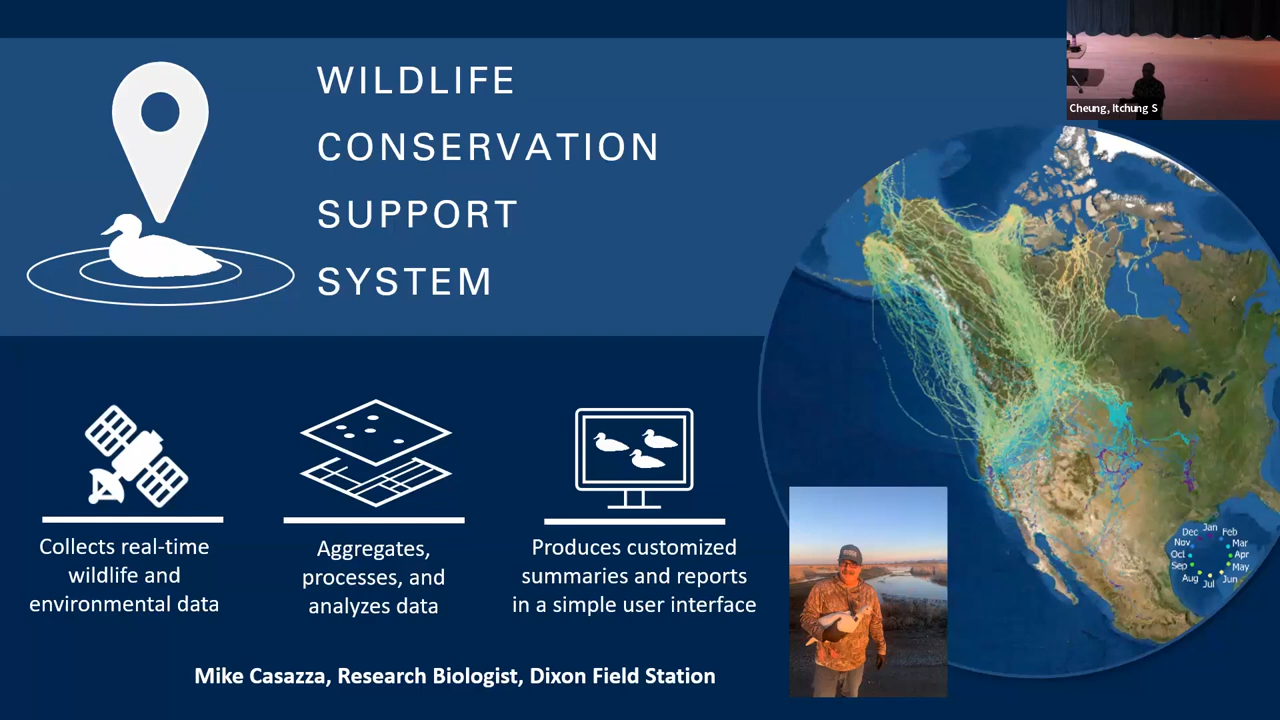 WILDLIFE
CONSERVATION
SUPPORT
SYSTEM
Cheung, Itchung S
Collects real-time
wildlife and
environmental data
Aggregates,
processes, and
analyzes data
Produces customized
summaries and reports
in a simple user interface
Jan
Feb
Mar
Apr
May
Jun
Jul
Aug
Sep
Oct
Nov
Dec
Mike Casazza, Research Biologist, Dixon Field Station